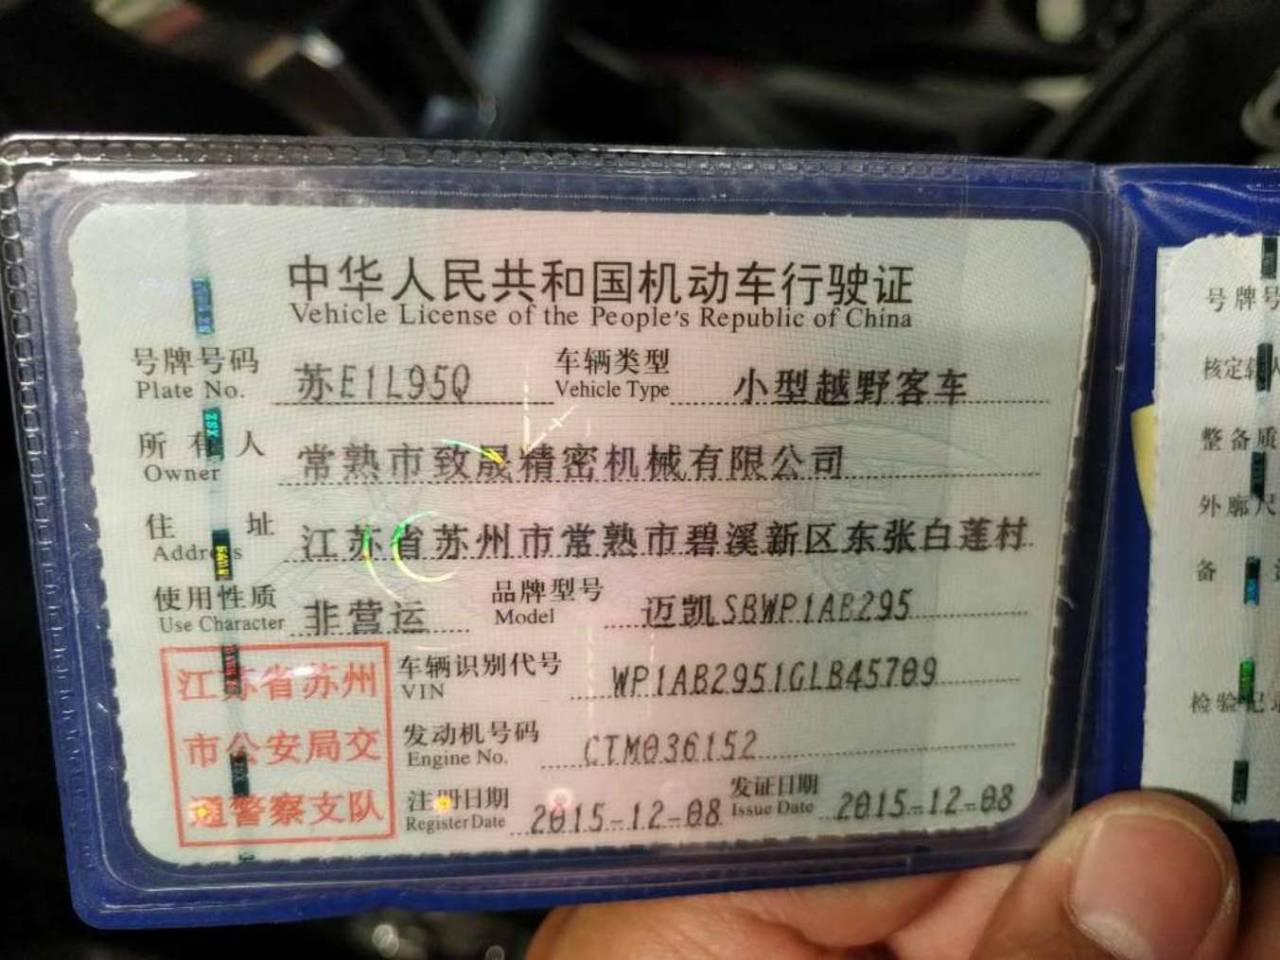 中华人民共和国机动车行驶证
Vehicle License of the People's Republic of China
号牌号码 苏E1L95Q 车辆类型 小型越野客车
Plate No. Vehicle Type
所有人 常熟市致晟精密机械有限公司
Owner
住址 江苏省苏州市常熟市碧溪新区东张白莲村
Address
使用性质 非营运 品牌型号 迈凯SBWP1AB295
Use Character Model
江苏省苏州
市公安局交
通警察支队
车辆识别代号 WP1AB2951GLB45709
VIN
发动机号码 CTM036152
Engine No.
注册日期 2015-12-08 发证日期 2015-12-08
Register Date Issue Date
号牌号
核定载人
整备质
外廓尺
备
检验记录